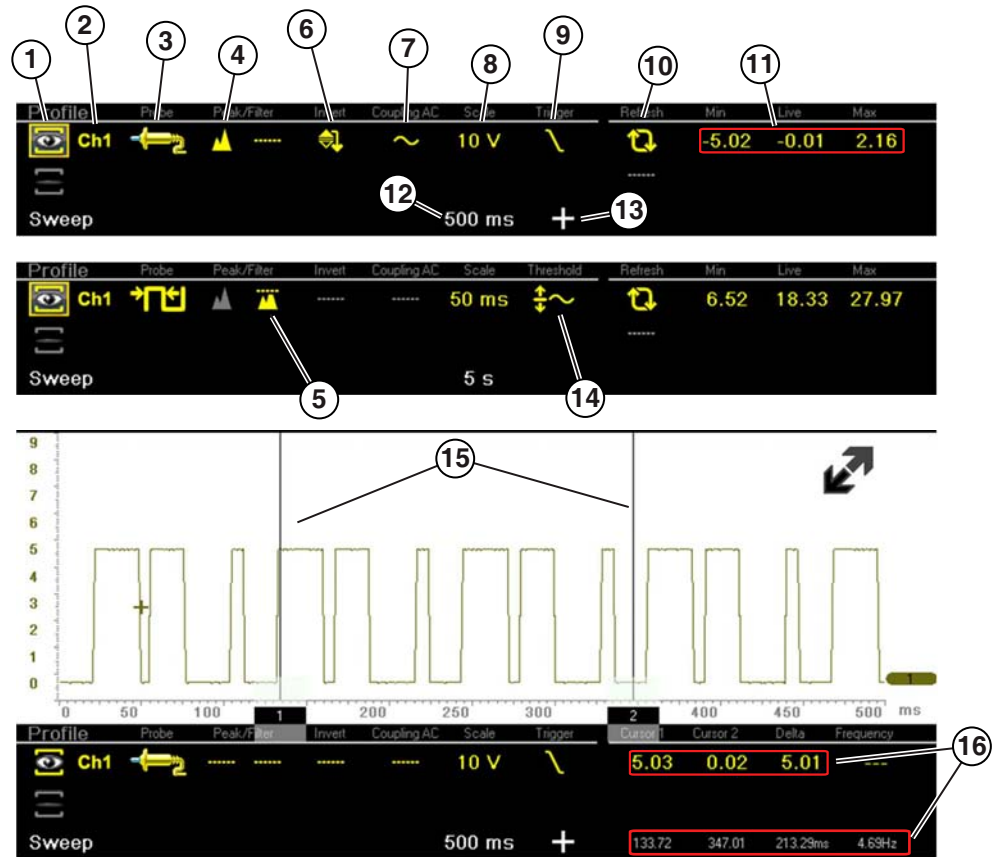 1 2 3 4 6 7 8 9 10 11
Profile Probe Peak/Filter Invert Coupling AC Scale Trigger Refresh Min Live Max
Ch1 10 V -5.02 -0.01 2.16
12 13
Sweep 500 ms
Profile Probe Peak/Filter Invert Coupling AC Scale Threshold Refresh Min Live Max
Ch1 50 ms 6.52 18.33 27.97
Sweep 5 s
5 14
15
9
8
7
6
5
4
3
2
1
0
1
0 50 100 1 200 250 300 2 400 450 500 ms
Profile Probe Peak/Filter Invert Coupling AC Scale Trigger Cursor 1 Cursor 2 Delta Frequency
16
Ch1 10 V 5.03 0.02 5.01 ---
Sweep 500 ms 133.72 347.01 213.29ms 4.69Hz